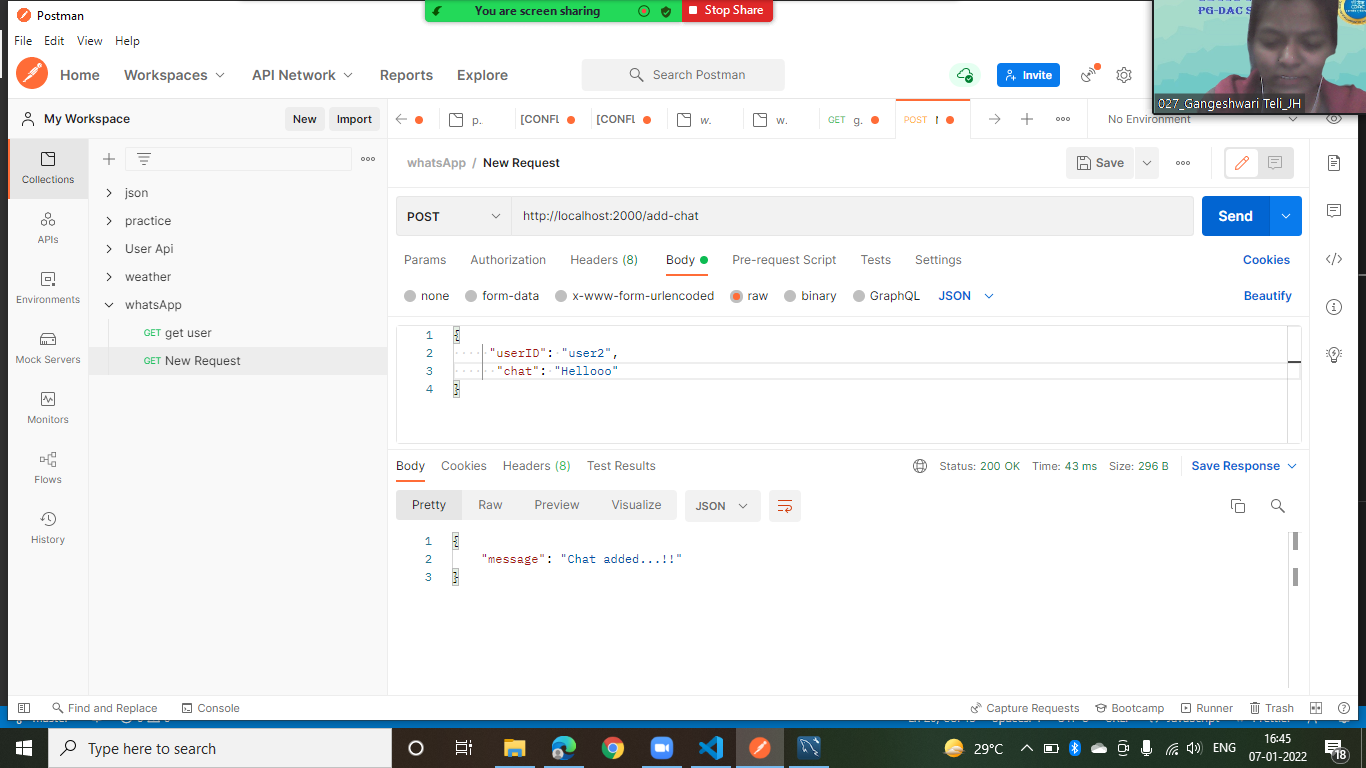 Postman
You are screen sharing
Stop Share
PG-DAC S
File Edit View Help
Home Workspaces API Network Reports Explore
Search Postman
Invite
027_Gangeshwari Teli_JH
My Workspace
New Import
p.
[CONFL
[CONFL
w.
w.
GET g.
POST
No Environment
Collections
APIs
Environments
Mock Servers
Monitors
Flows
History
json
practice
User Api
weather
whatsApp
GET get user
GET New Request
whatsApp / New Request
Save
POST http://localhost:2000/add-chat Send
Params Authorization Headers (8) Body Pre-request Script Tests Settings Cookies
none form-data x-www-form-urlencoded raw binary GraphQL JSON Beautify
1 {
2 "userID": "user2",
3 "chat": "Hellooo"
4 }
Body Cookies Headers (8) Test Results Status: 200 OK Time: 43 ms Size: 296 B Save Response
Pretty Raw Preview Visualize JSON
1 {
2 "message": "Chat added...!!"
3 }
Find and Replace Console Capture Requests Bootcamp Runner Trash
Type here to search
29°C
ENG
16:45
07-01-2022
18